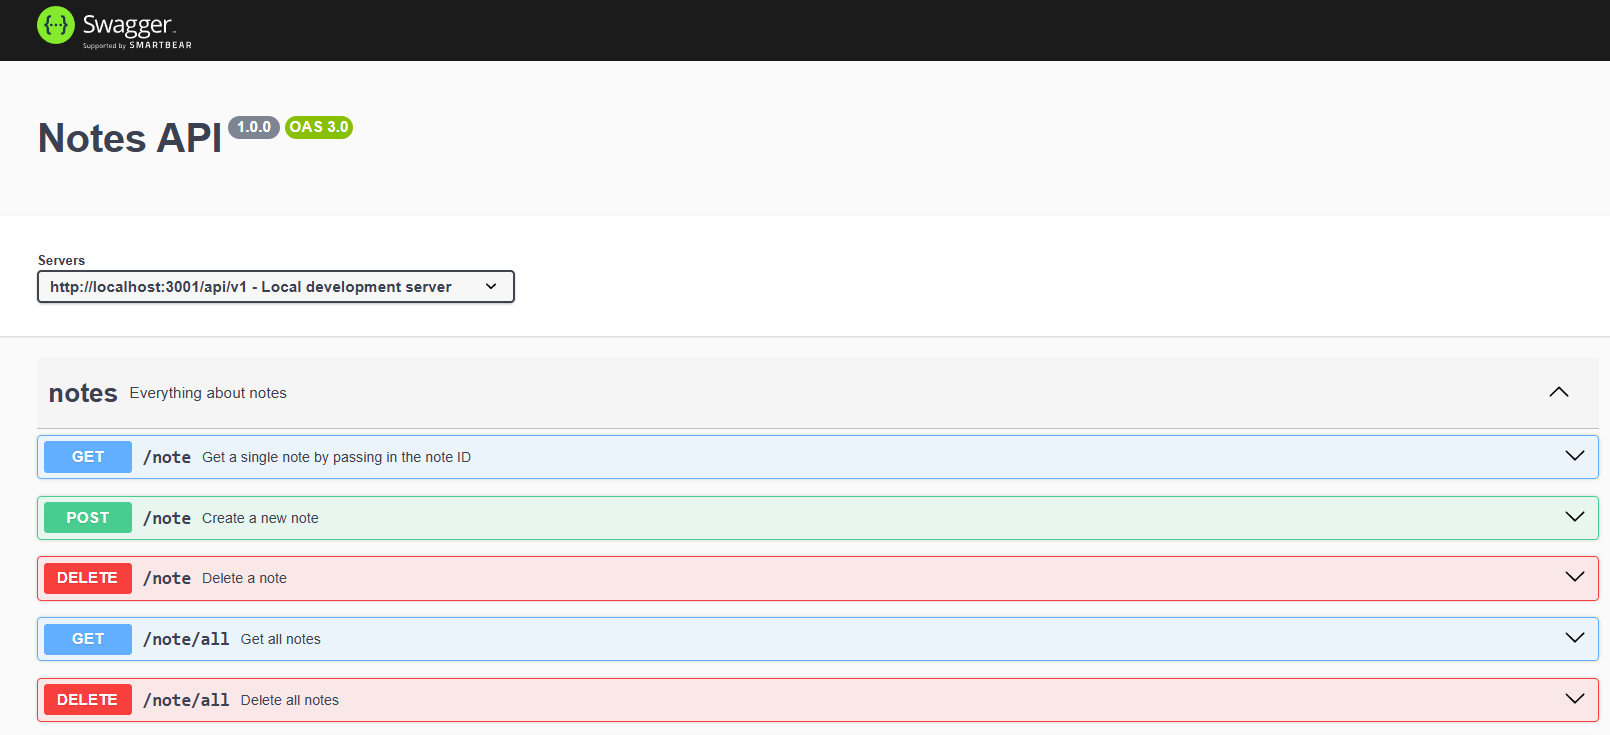 {...} Swagger™
Supported by SMARTBEAR
Notes API 1.0.0 OAS 3.0
Servers
http://localhost:3001/api/v1 - Local development server
notes Everything about notes
GET /note Get a single note by passing in the note ID
POST /note Create a new note
DELETE /note Delete a note
GET /note/all Get all notes
DELETE /note/all Delete all notes